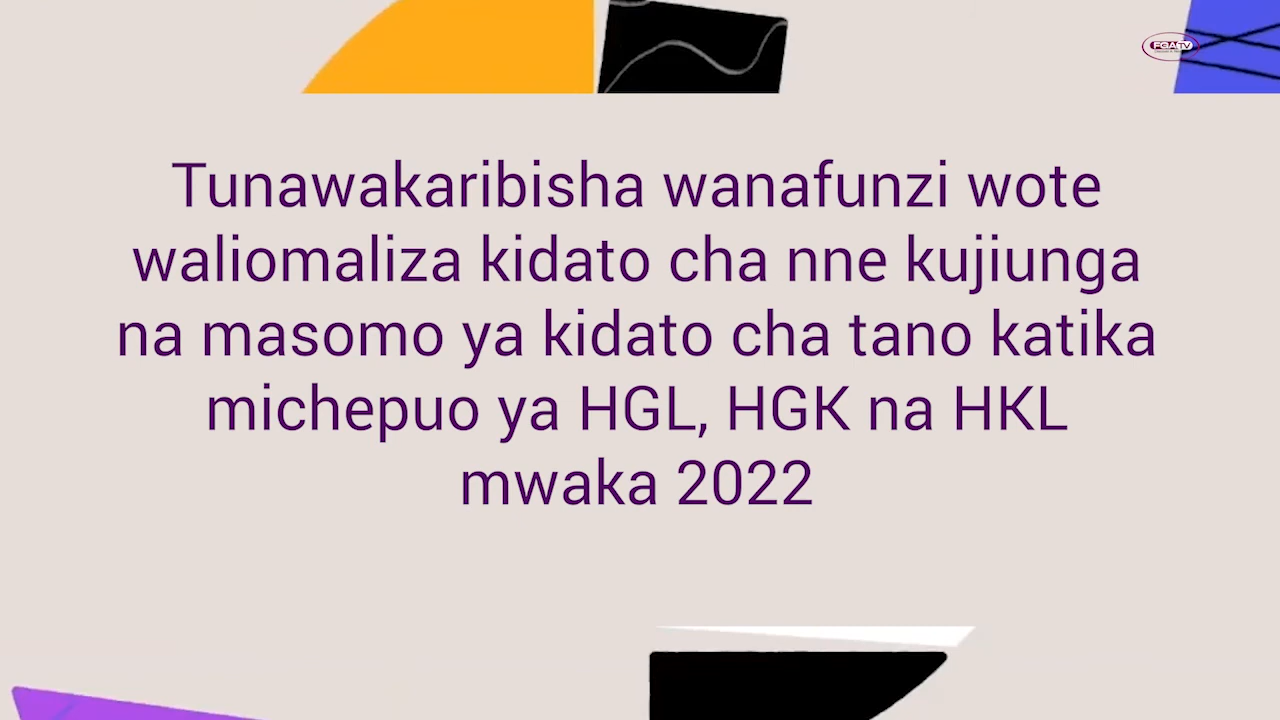 FGATV
Tunawakaribisha wanafunzi wote
waliomaliza kidato cha nne kujiunga
na masomo ya kidato cha tano katika
michepuo ya HGL, HGK na HKL
mwaka 2022